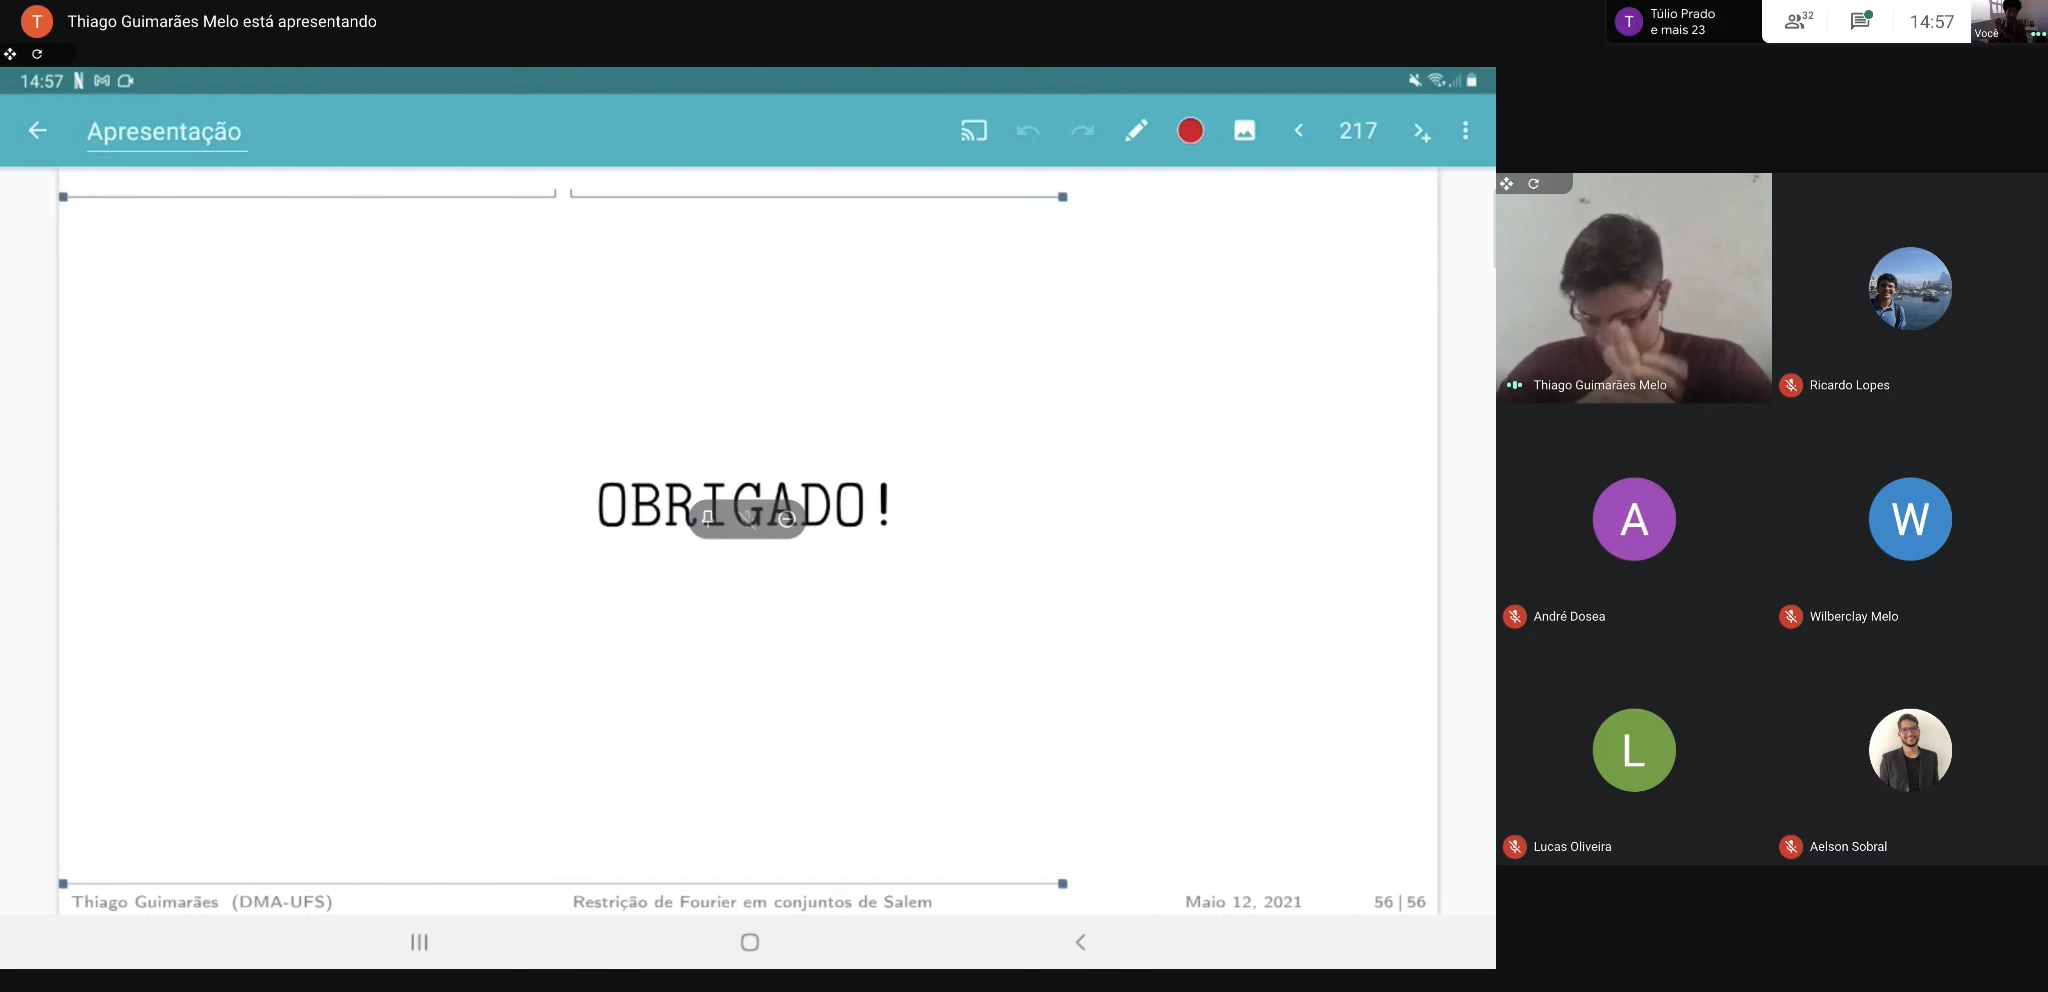 T Thiago Guimarães Melo está apresentando
T Túlio Prado
e mais 23
32
14:57
Você
14:57
Apresentação
217
OBRIGADO!
Thiago Guimarães (DMA-UFS) Restrição de Fourier em conjuntos de Salem Maio 12, 2021 56 | 56
Thiago Guimarães Melo
Ricardo Lopes
A
W
André Dosea
Wilberclay Melo
L
Lucas Oliveira
Aelson Sobral